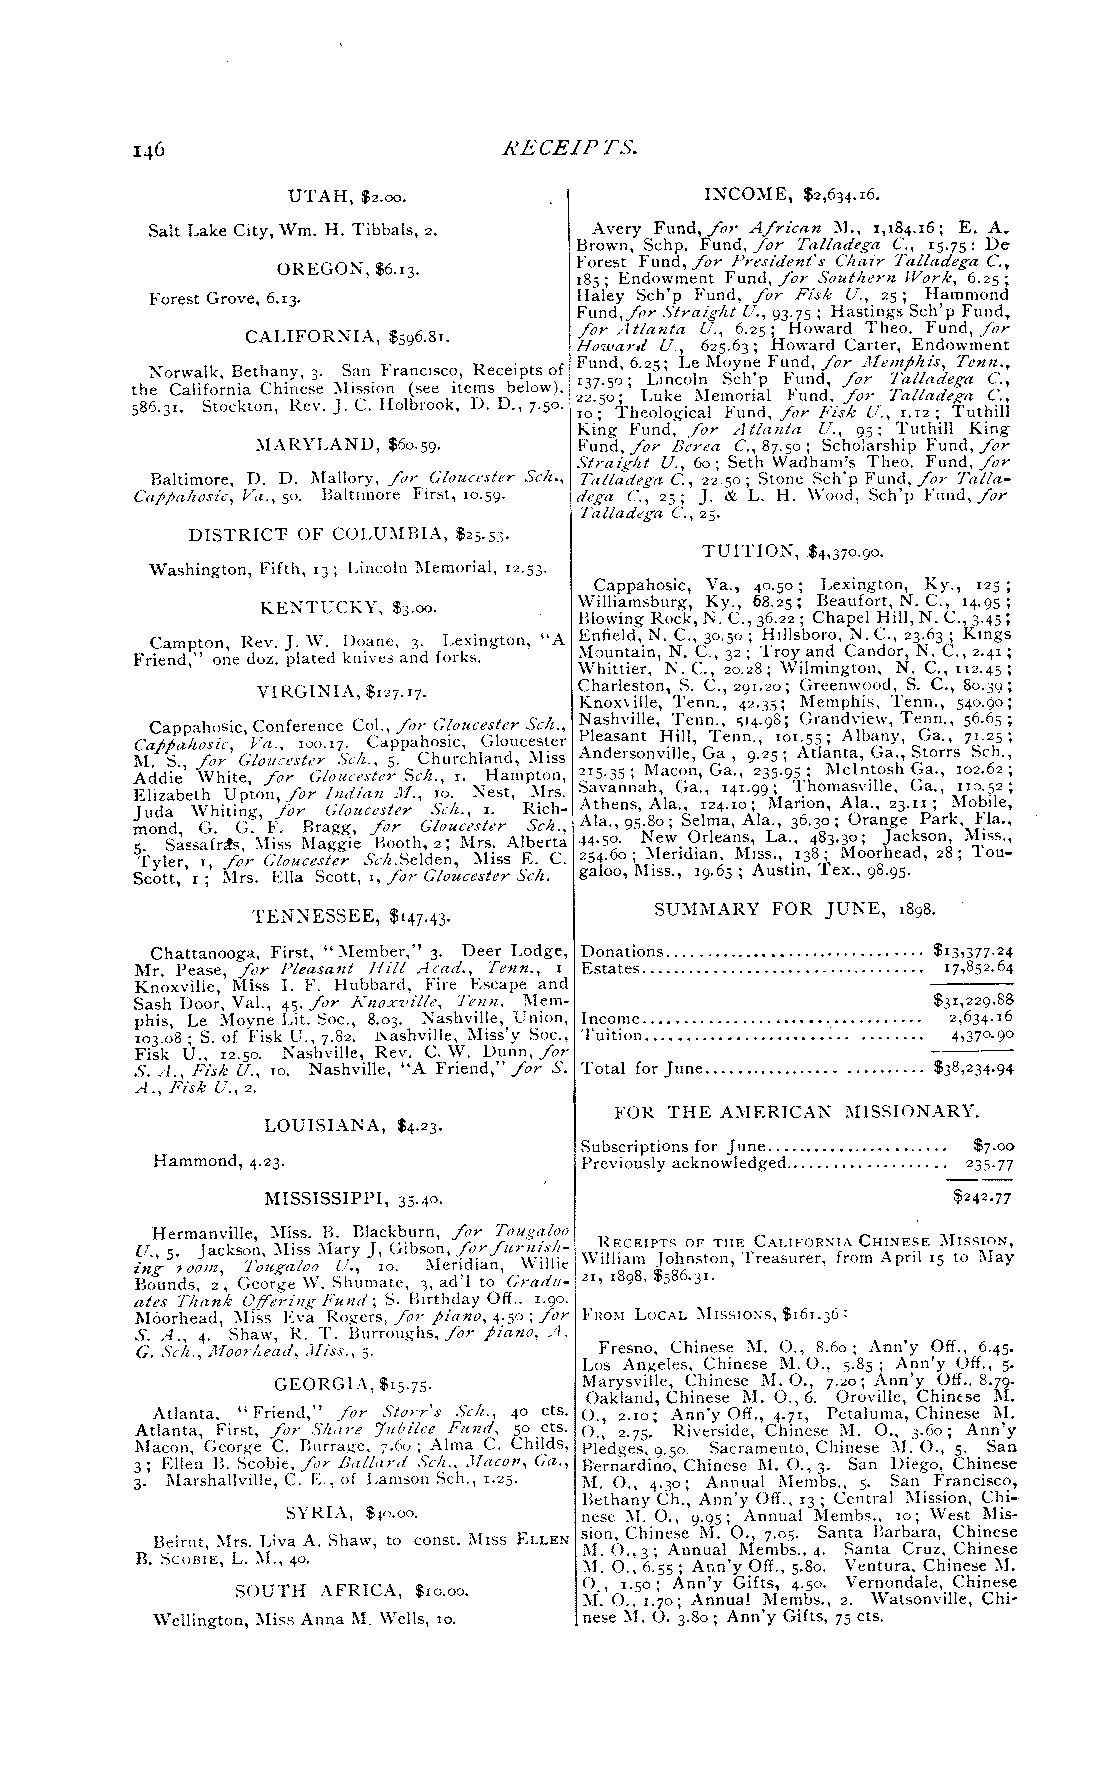 146
RECEIPTS.
UTAH, $2.00.
Salt Lake City, Wm. H. Tibbals, 2.
OREGON, $6.13.
Forest Grove, 6.13.
CALIFORNIA, $596.81.
Norwalk, Bethany, 3. San Francisco, Receipts of
the California Chinese Mission (see items below).
586.31. Stockton, Rev. J. C. Holbrook, D. D., 7.50.
MARYLAND, $60.59.
Baltimore, D. D. Mallory, for Gloucester Sch.,
Cappahosic, Va., 50. Baltimore First, 10.59.
DISTRICT OF COLUMBIA, $25.53.
Washington, Fifth, 13; Lincoln Memorial, 12.53.
KENTUCKY, $3.00.
Campton, Rev. J. W. Doane, 3. Lexington, "A
Friend," one doz. plated knives and forks.
VIRGINIA, $127.17.
Cappahosic, Conference Col., for Gloucester Sch.,
Cappahosic, Va., 100.17. Cappahosic, Gloucester
M. S., for Gloucester Sch., 5. Churchland, Miss
Addie White, for Gloucester Sch., 1. Hampton,
Elizabeth Upton, for Indian M., 10. Nest, Mrs.
Juda Whiting, for Gloucester Sch., 1. Rich-
mond, G. G. F. Bragg, for Gloucester Sch.,
5. Sassafras, Miss Maggie Booth, 2; Mrs. Alberta
Tyler, 1, for Gloucester Sch. Selden, Miss E. C.
Scott, 1; Mrs. Ella Scott, 1, for Gloucester Sch.
TENNESSEE, $147.43.
Chattanooga, First, "Member," 3. Deer Lodge,
Mr. Pease, for Pleasant Hill Acad., Tenn., 1
Knoxville, Miss I. F. Hubbard, Fire Escape and
Sash Door, Val., 45. for Knoxville, Tenn. Mem-
phis, Le Moyne Lit. Soc., 8.03. Nashville, Union,
103.08; S. of Fisk U., 7.82. Nashville, Miss'y Soc.,
Fisk U., 12.50. Nashville, Rev. C. W. Dunn, for
S. A., Fisk U., 10. Nashville, "A Friend," for S.
A., Fisk U., 2.
LOUISIANA, $4.23.
Hammond, 4.23.
MISSISSIPPI, 35.40.
Hermanville, Miss. B. Blackburn, for Tougaloo
U., 5. Jackson, Miss Mary J, Gibson, for furnish-
ing room, Tougaloo U., 10. Meridian, Willie
Bounds, 2, George W. Shumate, 3, ad'l to Gradu-
ates Thank Offering Fund; S. Birthday Off.. 1.90.
Moorhead, Miss Eva Rogers, for piano, 4.50; for
S. A., 4. Shaw, R. T. Burroughs, for piano, A.
G. Sch., Moorhead, Miss., 5.
GEORGIA, $15.75.
Atlanta, "Friend," for Storr's Sch., 40 cts.
Atlanta, First, for Share Jubilee Fund, 50 cts.
Macon, George C. Burrage, 7.60; Alma C. Childs,
3; Ellen B. Scobie, for Ballard Sch., Macon, Ga.,
3. Marshallville, C. E., of Lamson Sch., 1.25.
SYRIA, $40.00.
Beirut, Mrs. Liva A. Shaw, to const. MISS ELLEN
B. SCOBIE, L. M., 40.
SOUTH AFRICA, $10.00.
Wellington, Miss Anna M. Wells, 10.
INCOME, $2,634.16.
Avery Fund, for African M., 1,184.16; E. A.
Brown, Schp. Fund, for Talladega C., 15.75: De
Forest Fund, for President's Chair Talladega C.,
185; Endowment Fund, for Southern Work, 6.25;
Haley Sch'p Fund, for Fisk U., 25; Hammond
Fund, for Straight U., 93.75; Hastings Sch'p Fund,
for Atlanta U., 6.25; Howard Theo. Fund, for
Howard U., 625.63; Howard Carter, Endowment
Fund, 6.25; Le Moyne Fund, for Memphis, Tenn.,
137.50; Lincoln Sch'p Fund, for Talladega C.,
22.50; Luke Memorial Fund, for Talladega C.,
10; Theological Fund, for Fisk U., 1.12; Tuthill
King Fund, for Atlanta U., 95; Tuthill King
Fund, for Berea C., 87.50; Scholarship Fund, for
Straight U., 60; Seth Wadham's Theo. Fund, for
Talladega C., 22.50; Stone Sch'p Fund, for Talla-
dega C., 25; J. & L. H. Wood, Sch'p Fund, for
Talladega C., 25.
TUITION, $4,370.90.
Cappahosic, Va., 40.50; Lexington, Ky., 125;
Williamsburg, Ky., 68.25; Beaufort, N. C., 14.95;
Blowing Rock, N. C., 36.22; Chapel Hill, N. C., 3.45;
Enfield, N. C., 30.50; Hillsboro, N. C., 23.63; Kings
Mountain, N. C., 32; Troy and Candor, N. C., 2.41;
Whittier, N. C., 20.28; Wilmington, N. C., 112.45;
Charleston, S. C., 291.20; Greenwood, S. C., 80.39;
Knoxville, Tenn., 42.35; Memphis, Tenn., 540.90;
Nashville, Tenn., 514.98; Grandview, Tenn., 56.65;
Pleasant Hill, Tenn., 101.55; Albany, Ga., 71.25;
Andersonville, Ga , 9.25; Atlanta, Ga., Storrs Sch.,
215.35; Macon, Ga., 235.95; McIntosh Ga., 102.62;
Savannah, Ga., 141.99; Thomasville, Ga., 110.52;
Athens, Ala., 124.10; Marion, Ala., 23.11; Mobile,
Ala., 95.80; Selma, Ala., 36.30; Orange Park, Fla.,
44.50. New Orleans, La., 483.30; Jackson, Miss.,
254.60; Meridian, Miss., 138; Moorhead, 28; Tou-
galoo, Miss., 19.65; Austin, Tex., 98.95.
SUMMARY FOR JUNE, 1898.
Donations................................ $13,377.24
Estates................................... 17,852.64
$31,229.88
Income................................... 2,634.16
Tuition......................... ........ 4,370.90
Total for June................ .......... $38,234.94
FOR THE AMERICAN MISSIONARY.
Subscriptions for June...................... $7.00
Previously acknowledged.................... 235.77
$242.77
RECEIPTS OF THE CALIFORNIA CHINESE MISSION,
William Johnston, Treasurer, from April 15 to May
21, 1898, $586.31.
FROM LOCAL MISSIONS, $161.36:
Fresno, Chinese M. O., 8.60; Ann'y Off., 6.45.
Los Angeles, Chinese M. O., 5.85; Ann'y Off., 5.
Marysville, Chinese M. O., 7.20; Ann'y Off.. 8.79.
Oakland, Chinese M. O., 6. Oroville, Chinese M.
O., 2.10; Ann'y Off., 4.71, Petaluma, Chinese M.
O., 2.75. Riverside, Chinese M. O., 3.60; Ann'y
Pledges, 9.50. Sacramento, Chinese M. O., 5. San
Bernardino, Chinese M. O., 3. San Diego, Chinese
M. O., 4.30; Annual Membs., 5. San Francisco,
Bethany Ch., Ann'y Off., 13; Central Mission, Chi-
nese M. O., 9.95; Annual Membs., 10; West Mis-
sion, Chinese M. O., 7.05. Santa Barbara, Chinese
M. O., 3; Annual Membs., 4. Santa Cruz, Chinese
M. O., 6.55; Ann'y Off., 5.80. Ventura, Chinese M.
O., 1.50; Ann'y Gifts, 4.50. Vernondale, Chinese
M. O., 1.70; Annual Membs., 2. Watsonville, Chi-
nese M. O. 3.80; Ann'y Gifts, 75 cts.